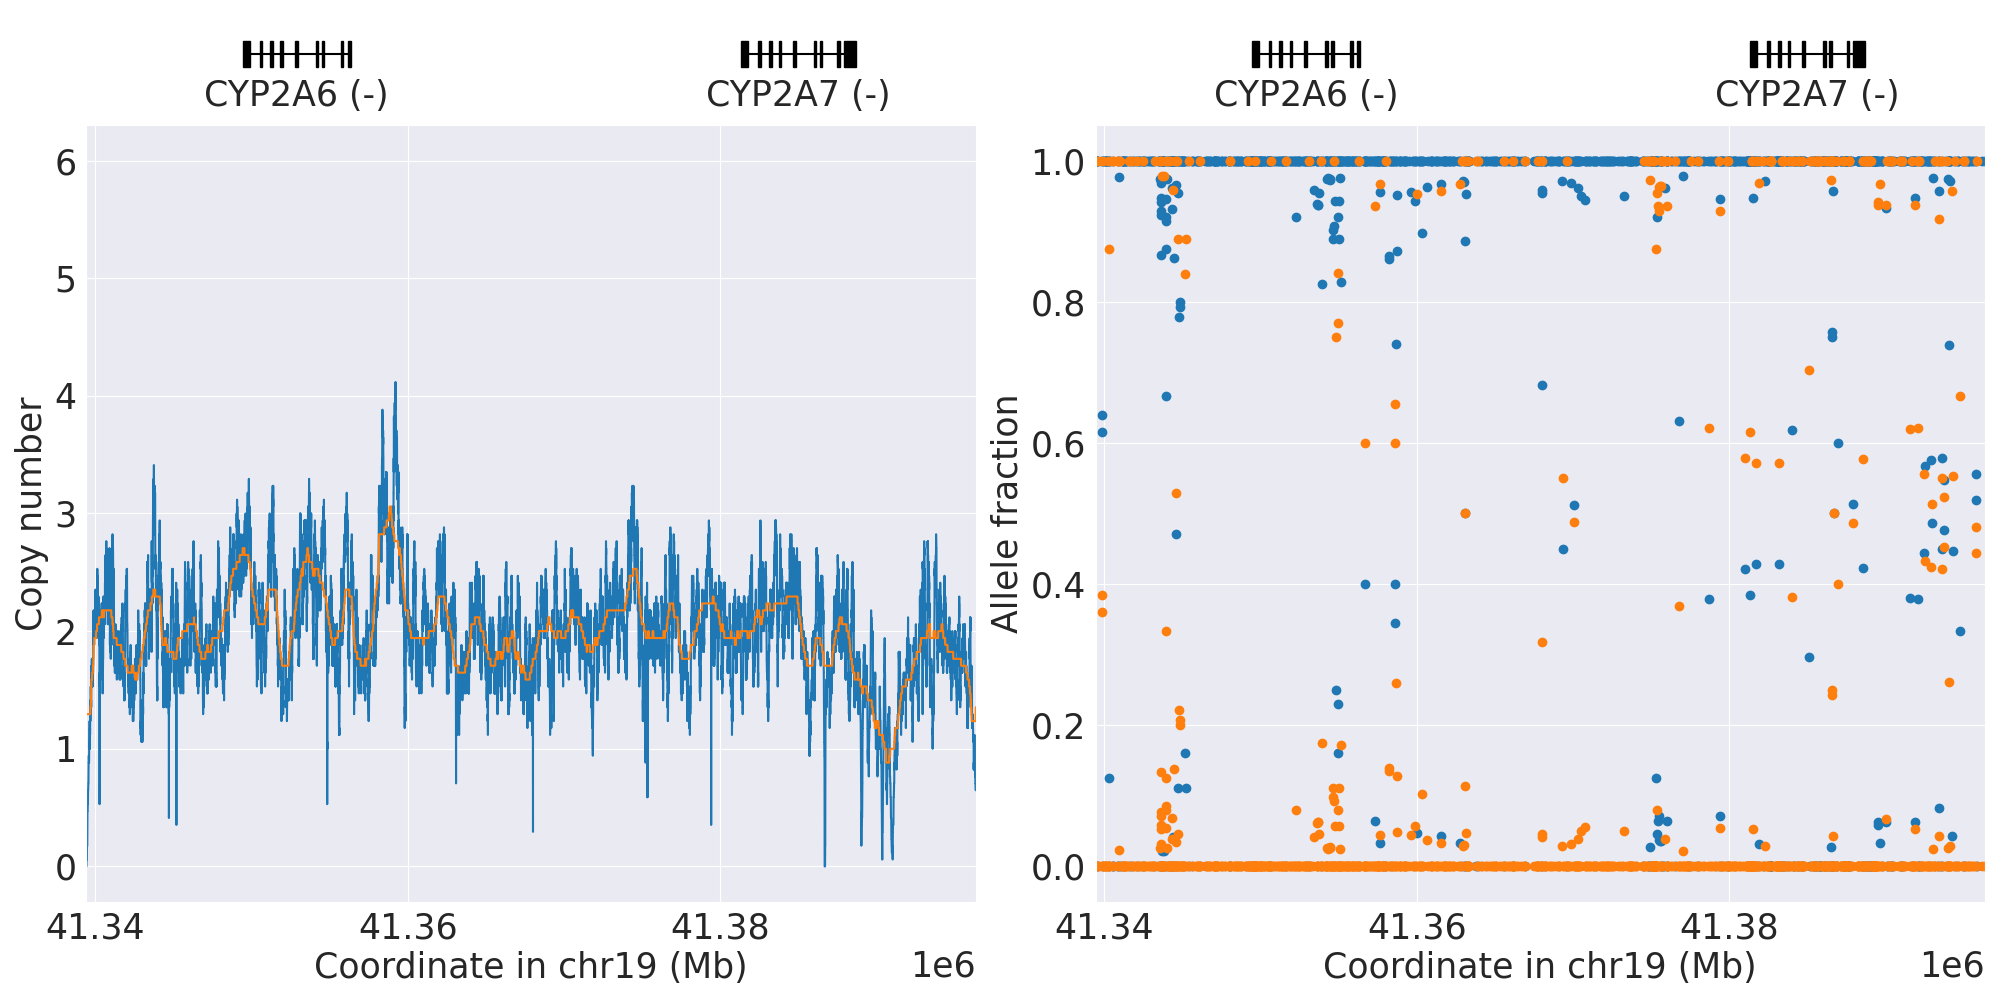 CYP2A6 (-) CYP2A7 (-)
6
5
4
3
2
1
0
Copy number
41.34 41.36 41.38
Coordinate in chr19 (Mb) 1e6
CYP2A6 (-) CYP2A7 (-)
1.0
0.8
0.6
0.4
0.2
0.0
Allele fraction
41.34 41.36 41.38
Coordinate in chr19 (Mb) 1e6